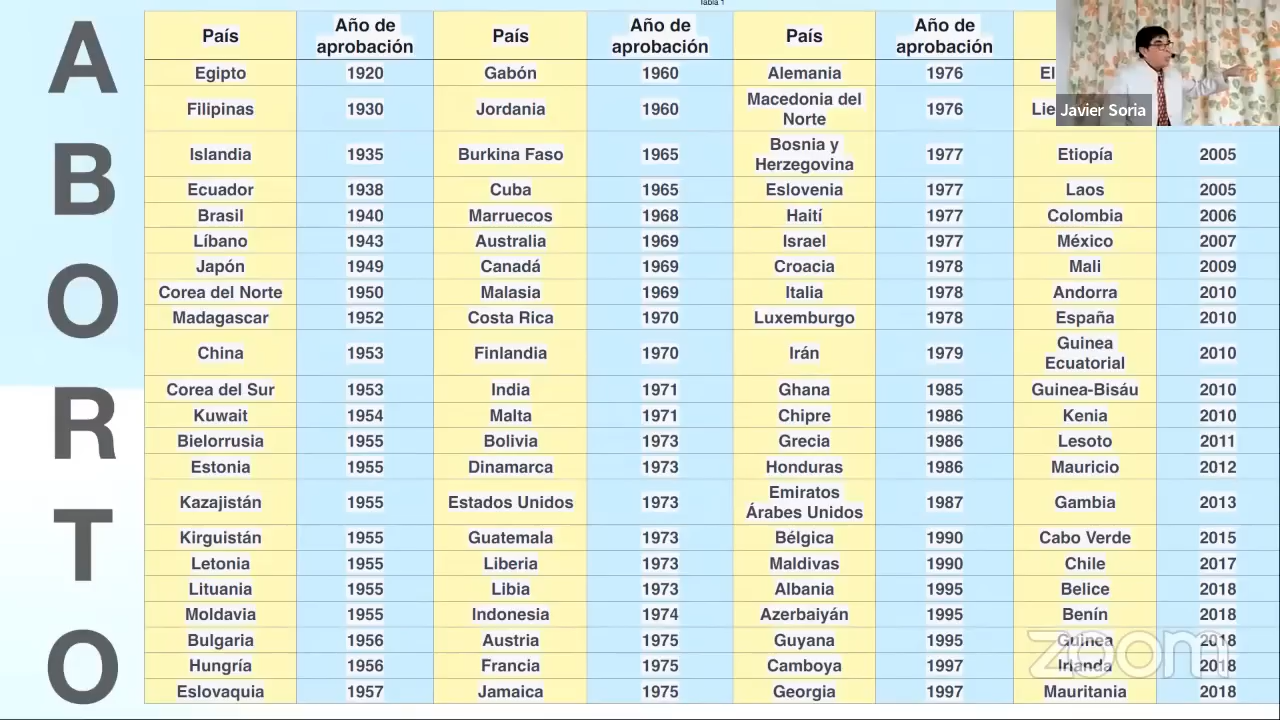 Tabla 1
ABORTO
País Año de aprobación País Año de aprobación País Año de aprobación
Egipto 1920 Gabón 1960 Alemania 1976 El
Filipinas 1930 Jordania 1960 Macedonia del Norte 1976 Lie
Javier Soria
Islandia 1935 Burkina Faso 1965 Bosnia y Herzegovina 1977 Etiopía 2005
Ecuador 1938 Cuba 1965 Eslovenia 1977 Laos 2005
Brasil 1940 Marruecos 1968 Haití 1977 Colombia 2006
Líbano 1943 Australia 1969 Israel 1977 México 2007
Japón 1949 Canadá 1969 Croacia 1978 Mali 2009
Corea del Norte 1950 Malasia 1969 Italia 1978 Andorra 2010
Madagascar 1952 Costa Rica 1970 Luxemburgo 1978 España 2010
China 1953 Finlandia 1970 Irán 1979 Guinea Ecuatorial 2010
Corea del Sur 1953 India 1971 Ghana 1985 Guinea-Bisáu 2010
Kuwait 1954 Malta 1971 Chipre 1986 Kenia 2010
Bielorrusia 1955 Bolivia 1973 Grecia 1986 Lesoto 2011
Estonia 1955 Dinamarca 1973 Honduras 1986 Mauricio 2012
Kazajistán 1955 Estados Unidos 1973 Emiratos Árabes Unidos 1987 Gambia 2013
Kirguistán 1955 Guatemala 1973 Bélgica 1990 Cabo Verde 2015
Letonia 1955 Liberia 1973 Maldivas 1990 Chile 2017
Lituania 1955 Libia 1973 Albania 1995 Belice 2018
Moldavia 1955 Indonesia 1974 Azerbaiyán 1995 Benín 2018
Bulgaria 1956 Austria 1975 Guyana 1995 Guinea 2018
Hungría 1956 Francia 1975 Camboya 1997 Irlanda 2018
Eslovaquia 1957 Jamaica 1975 Georgia 1997 Mauritania 2018
zoom